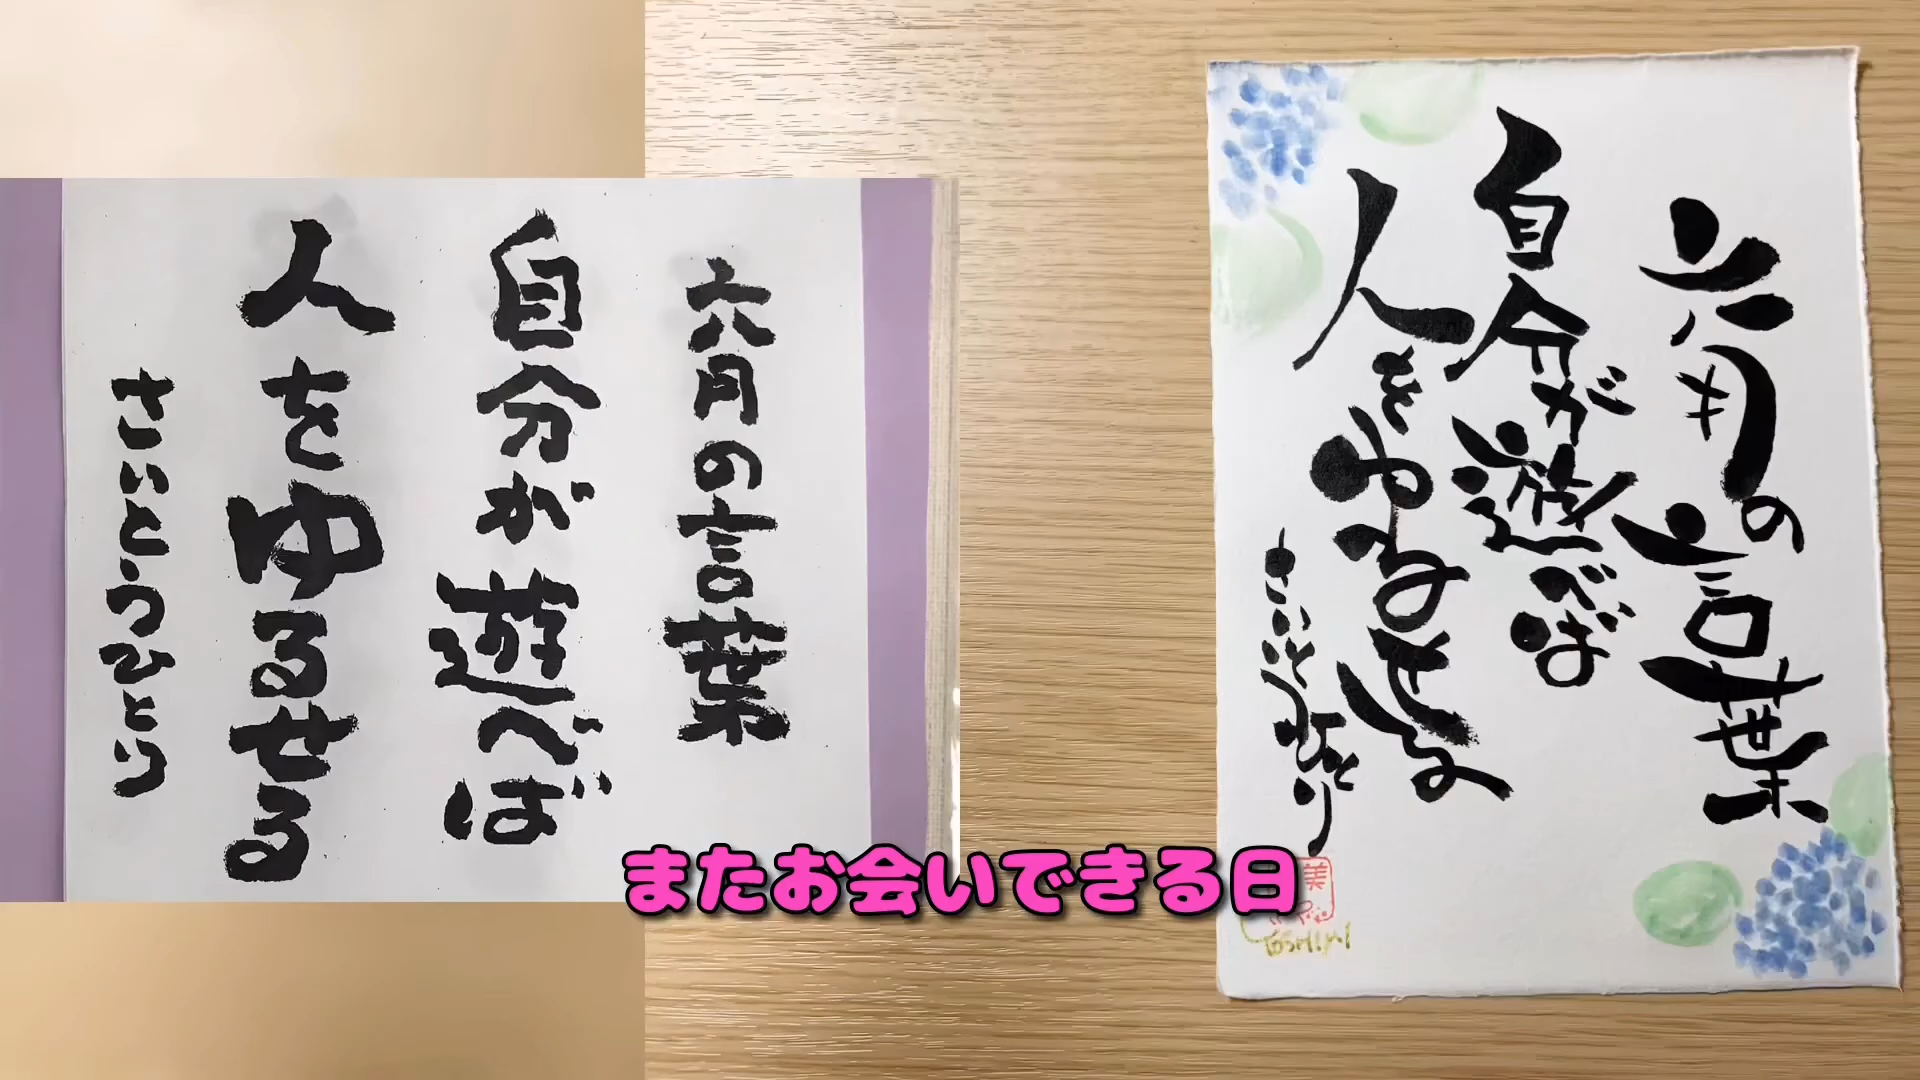 六月の言葉
自分が遊べば
人をゆるせる
さいとうひとり
六月の言葉
自分が遊べば
人をゆるせる
さいとうひとり
美
YOSHIMI
またお会いできる日